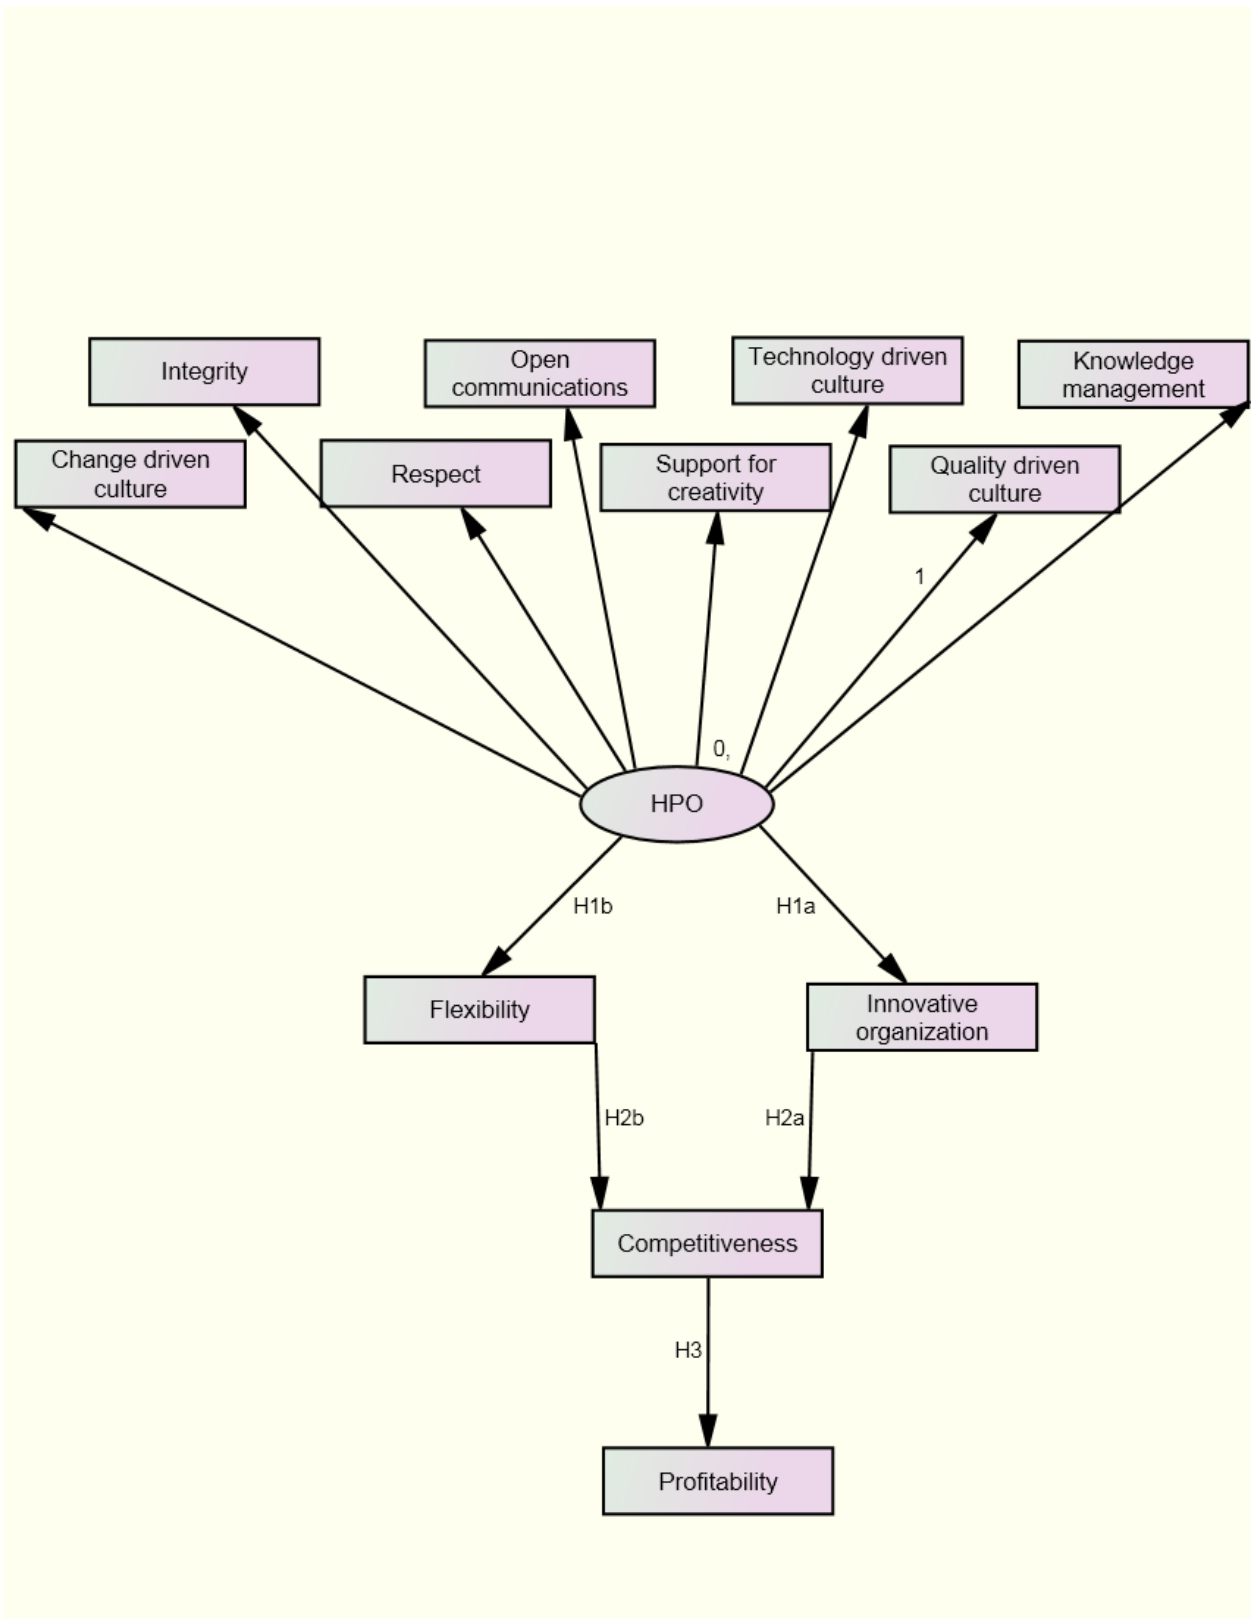 Integrity
Open
communications
Technology driven
culture
Knowledge
management
Change driven
culture
Respect
Support for
creativity
Quality driven
culture
1
0,
HPO
H1b
H1a
Flexibility
Innovative
organization
H2b
H2a
Competitiveness
H3
Profitability